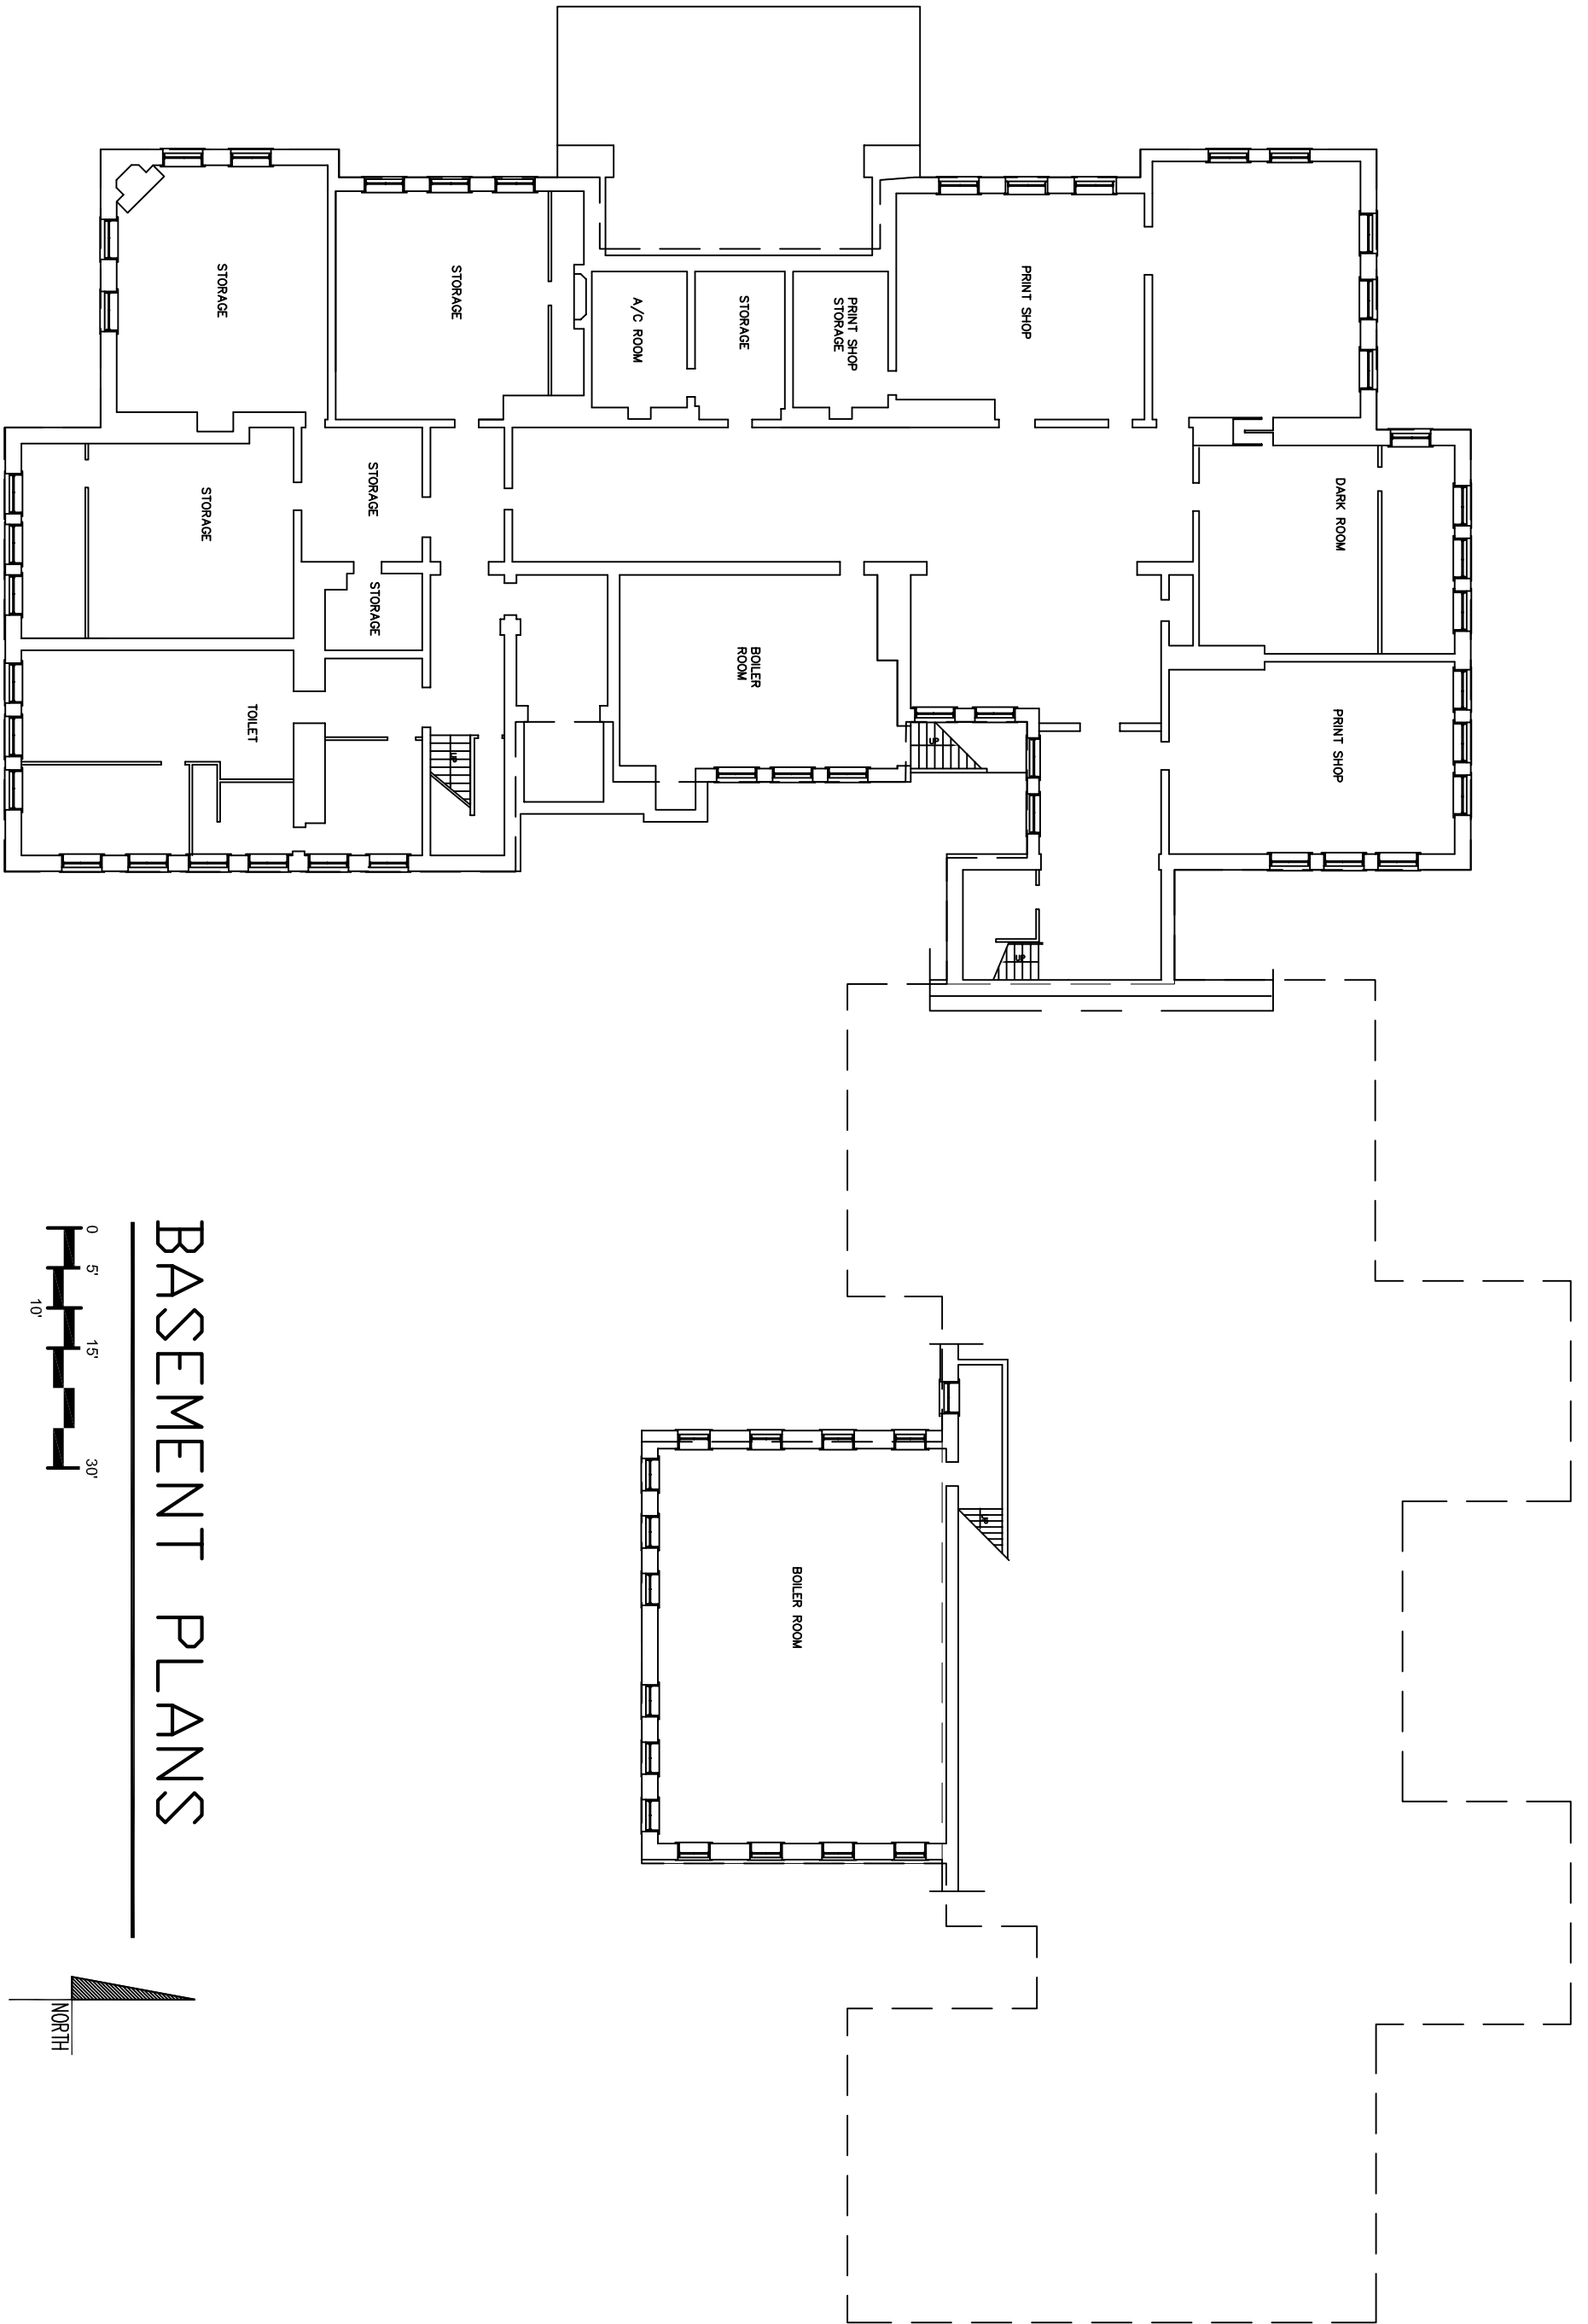 STORAGE
STORAGE
A/C ROOM
STORAGE
PRINT SHOP
STORAGE
PRINT SHOP
STORAGE
STORAGE
STORAGE
DARK ROOM
BOILER
ROOM
TOILET
PRINT SHOP
UP
UP
UP
UP
BOILER ROOM
BASEMENT PLANS
0
5'
10'
15'
30'
NORTH